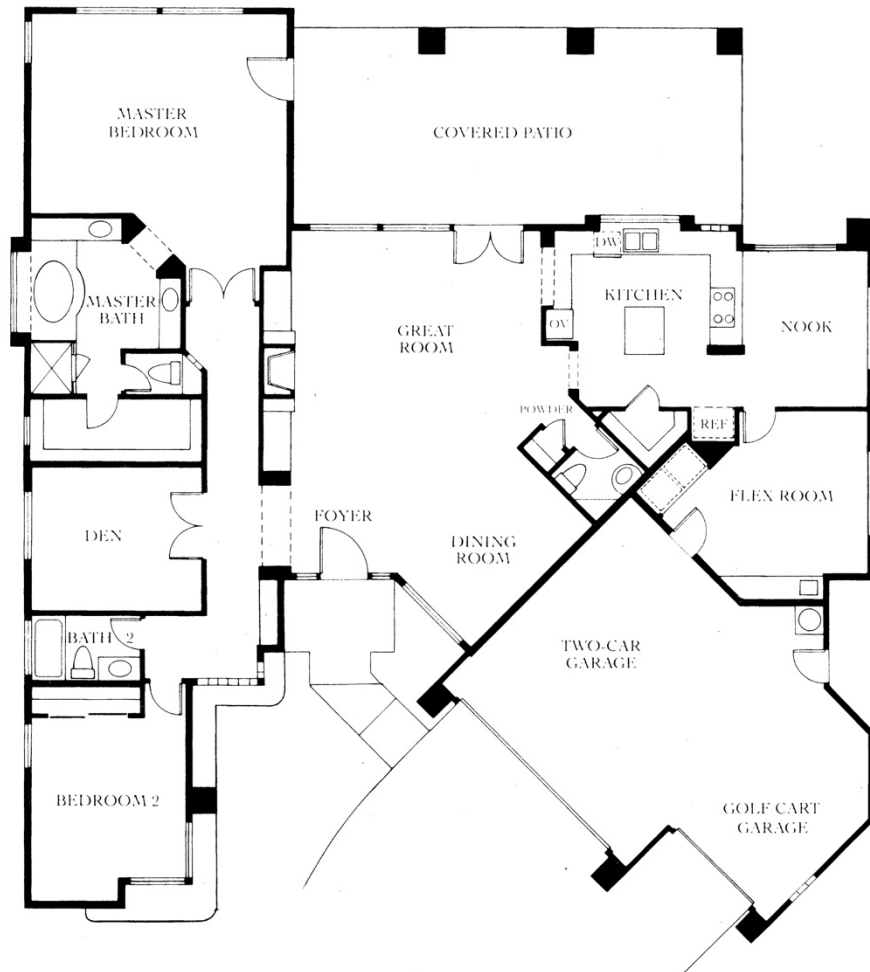 MASTER
BEDROOM
COVERED PATIO
DW
KITCHEN
MASTER
BATH
OV
GREAT
ROOM
NOOK
POWDER
REF
FLEX ROOM
FOYER
DEN
DINING
ROOM
BATH 2
TWO-CAR
GARAGE
BEDROOM 2
GOLF CART
GARAGE